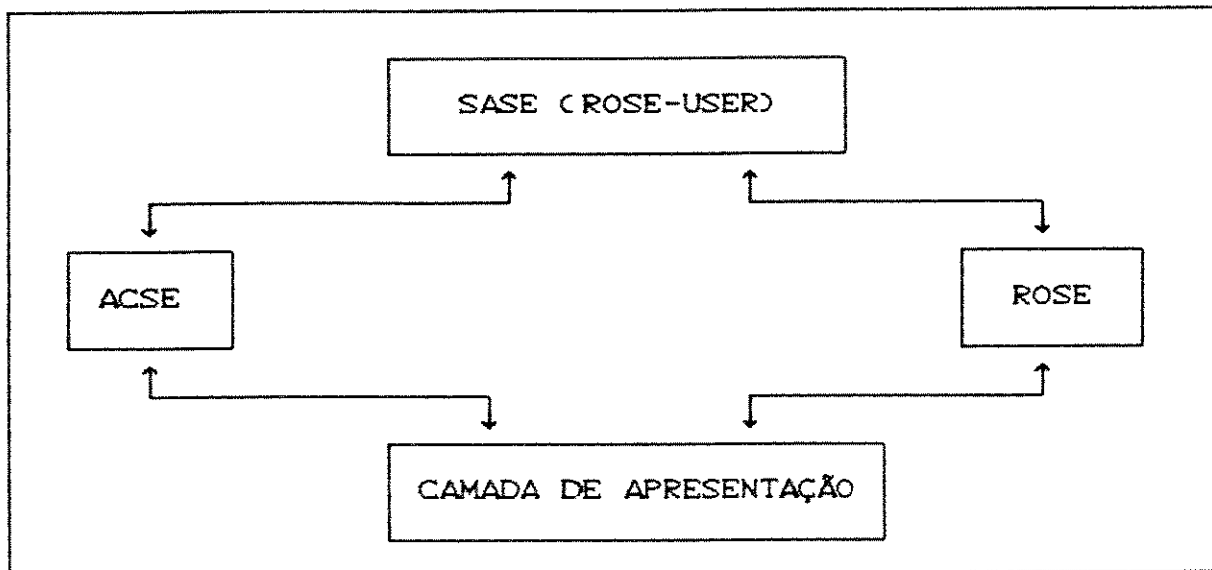 SASE (ROSE-USER)
ACSE
ROSE
CAMADA DE APRESENTAÇÃO